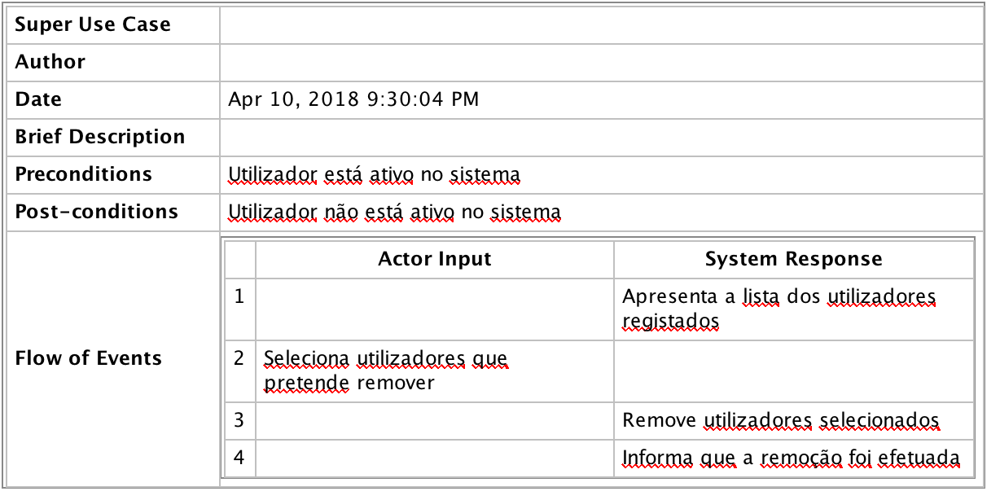 Super Use Case
Author
Date
Apr 10, 2018 9:30:04 PM
Brief Description
Preconditions
Utilizador está ativo no sistema
Post-conditions
Utilizador não está ativo no sistema
Flow of Events
Actor Input
System Response
1
Apresenta a lista dos utilizadores
registados
2
Seleciona utilizadores que
pretende remover
3
Remove utilizadores selecionados
4
Informa que a remoção foi efetuada